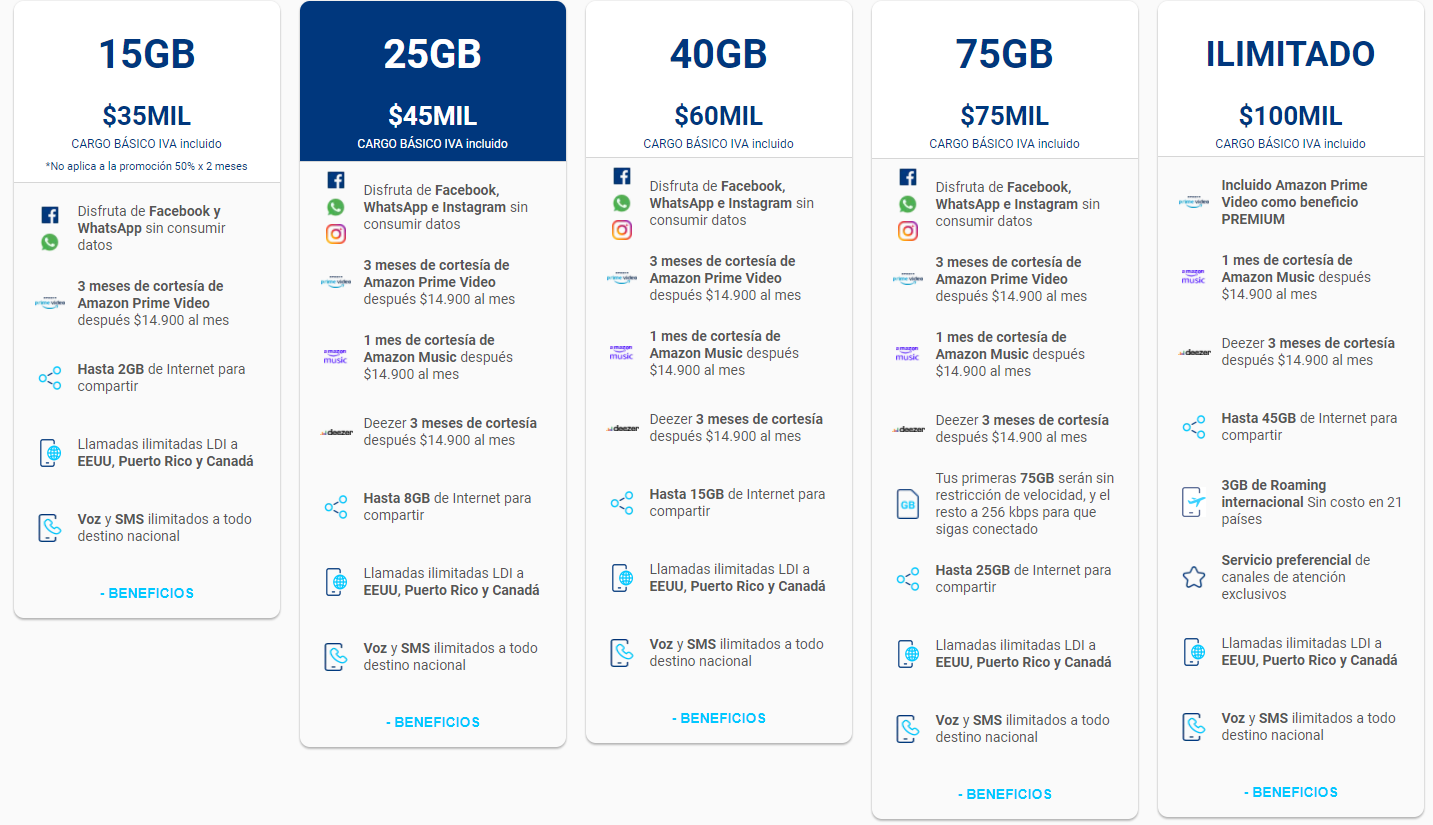 15GB
$35MIL
CARGO BÁSICO IVA incluido
*No aplica a la promoción 50% x 2 meses
Disfruta de Facebook y
WhatsApp sin consumir
datos
prime video
3 meses de cortesía de
Amazon Prime Video
después $14.900 al mes
Hasta 2GB de Internet para
compartir
Llamadas ilimitadas LDI a
EEUU, Puerto Rico y Canadá
Voz y SMS ilimitados a todo
destino nacional
- BENEFICIOS
25GB
$45MIL
CARGO BÁSICO IVA incluido
Disfruta de Facebook,
WhatsApp e Instagram sin
consumir datos
prime video
3 meses de cortesía de
Amazon Prime Video
después $14.900 al mes
amazon
music
1 mes de cortesía de
Amazon Music después
$14.900 al mes
deezer
Deezer 3 meses de cortesía
después $14.900 al mes
Hasta 8GB de Internet para
compartir
Llamadas ilimitadas LDI a
EEUU, Puerto Rico y Canadá
Voz y SMS ilimitados a todo
destino nacional
- BENEFICIOS
40GB
$60MIL
CARGO BÁSICO IVA incluido
Disfruta de Facebook,
WhatsApp e Instagram sin
consumir datos
prime video
3 meses de cortesía de
Amazon Prime Video
después $14.900 al mes
amazon
music
1 mes de cortesía de
Amazon Music después
$14.900 al mes
deezer
Deezer 3 meses de cortesía
después $14.900 al mes
Hasta 15GB de Internet para
compartir
Llamadas ilimitadas LDI a
EEUU, Puerto Rico y Canadá
Voz y SMS ilimitados a todo
destino nacional
- BENEFICIOS
75GB
$75MIL
CARGO BÁSICO IVA incluido
Disfruta de Facebook,
WhatsApp e Instagram sin
consumir datos
prime video
3 meses de cortesía de
Amazon Prime Video
después $14.900 al mes
amazon
music
1 mes de cortesía de
Amazon Music después
$14.900 al mes
deezer
Deezer 3 meses de cortesía
después $14.900 al mes
GB
Tus primeras 75GB serán sin
restricción de velocidad, y el
resto a 256 kbps para que
sigas conectado
Hasta 25GB de Internet para
compartir
Llamadas ilimitadas LDI a
EEUU, Puerto Rico y Canadá
Voz y SMS ilimitados a todo
destino nacional
- BENEFICIOS
ILIMITADO
$100MIL
CARGO BÁSICO IVA incluido
prime video
Incluido Amazon Prime
Video como beneficio
PREMIUM
amazon
music
1 mes de cortesía de
Amazon Music después
$14.900 al mes
deezer
Deezer 3 meses de cortesía
después $14.900 al mes
Hasta 45GB de Internet para
compartir
3GB de Roaming
internacional Sin costo en 21
países
Servicio preferencial de
canales de atención
exclusivos
Llamadas ilimitadas LDI a
EEUU, Puerto Rico y Canadá
Voz y SMS ilimitados a todo
destino nacional
- BENEFICIOS